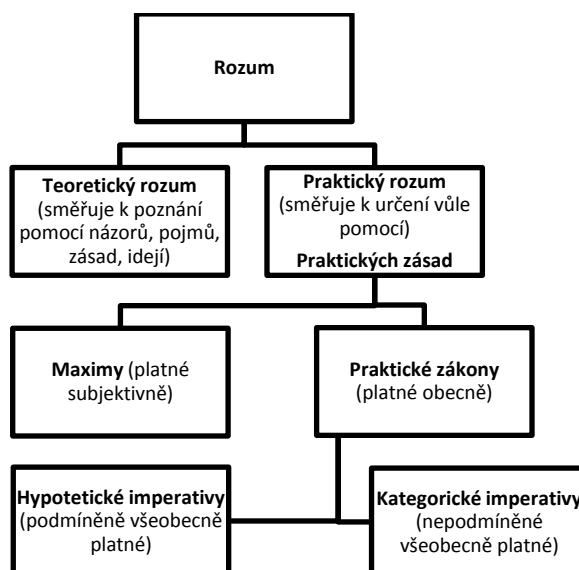 Rozum
Teoretický rozum
(směřuje k poznání
pomocí názorů, pojmů,
zásad, idejí)
Praktický rozum
(směřuje k určení vůle
pomocí)
Praktických zásad
Maximy (platné
subjektivně)
Praktické zákony
(platné obecně)
Hypotetické imperativy
(podmíněně všeobecně
platné)
Kategorické imperativy
(nepodmíněné
všeobecně platné)